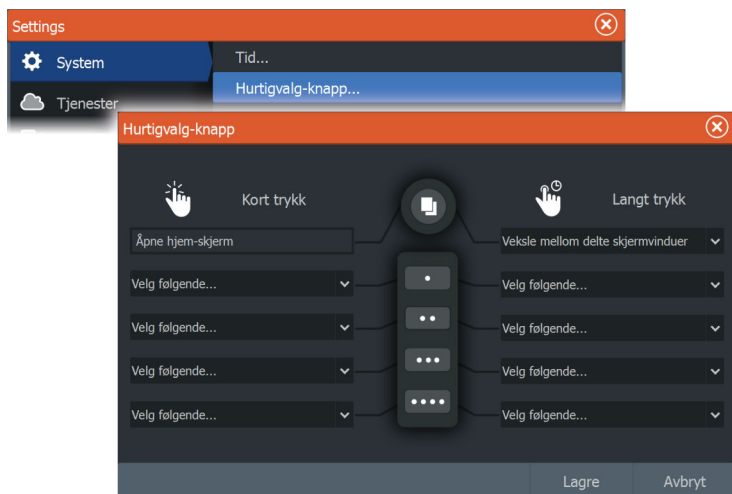 Settings
System
Tid...
Hurtigvalg-knapp...
Tjenester
Hurtigvalg-knapp
Kort trykk
Langt trykk
Åpne hjem-skjerm
Veksle mellom delte skjermvinduer
Velg følgende...
Velg følgende...
Velg følgende...
Velg følgende...
Velg følgende...
Velg følgende...
Velg følgende...
Velg følgende...
Lagre
Avbryt